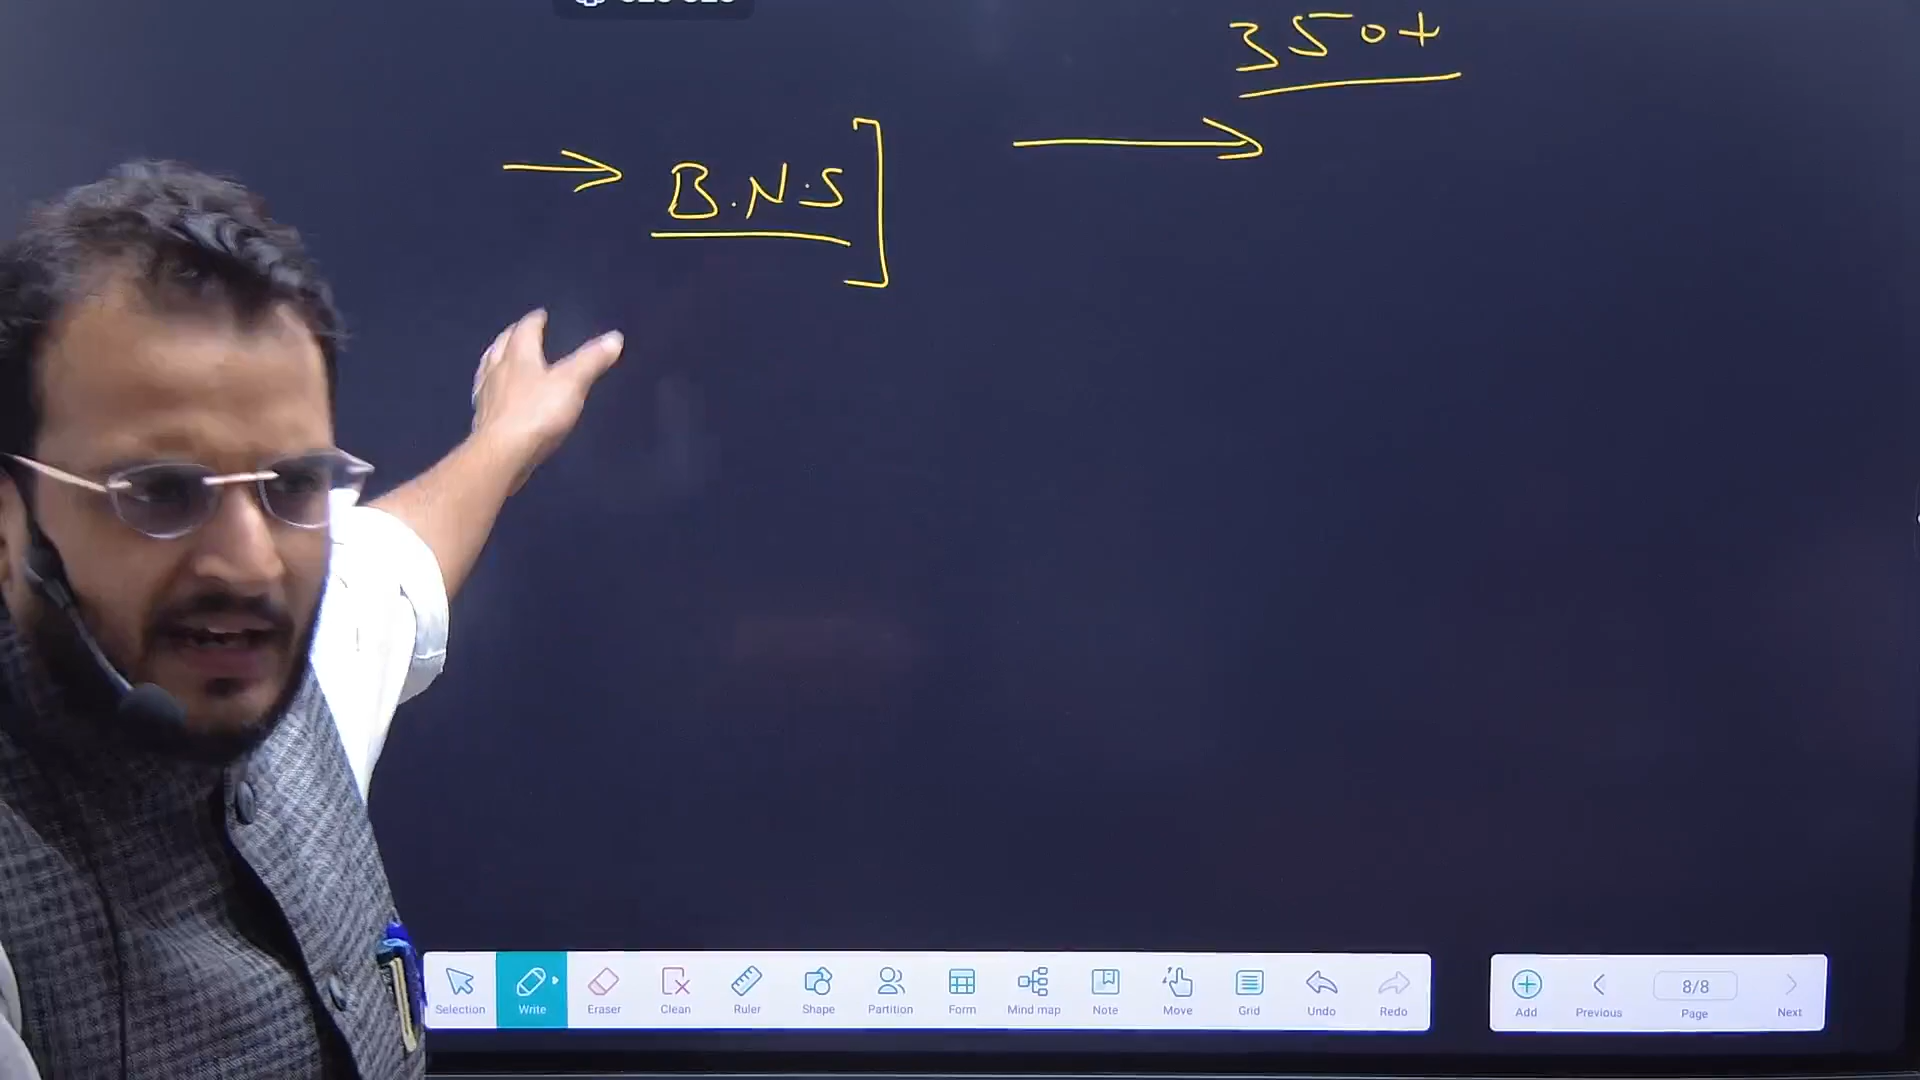 350+
B.N.S]
Selection Write Eraser Clean Ruler Shape Partition Form Mind map Note Move Grid Undo Redo
Add Previous 8/8 Page Next